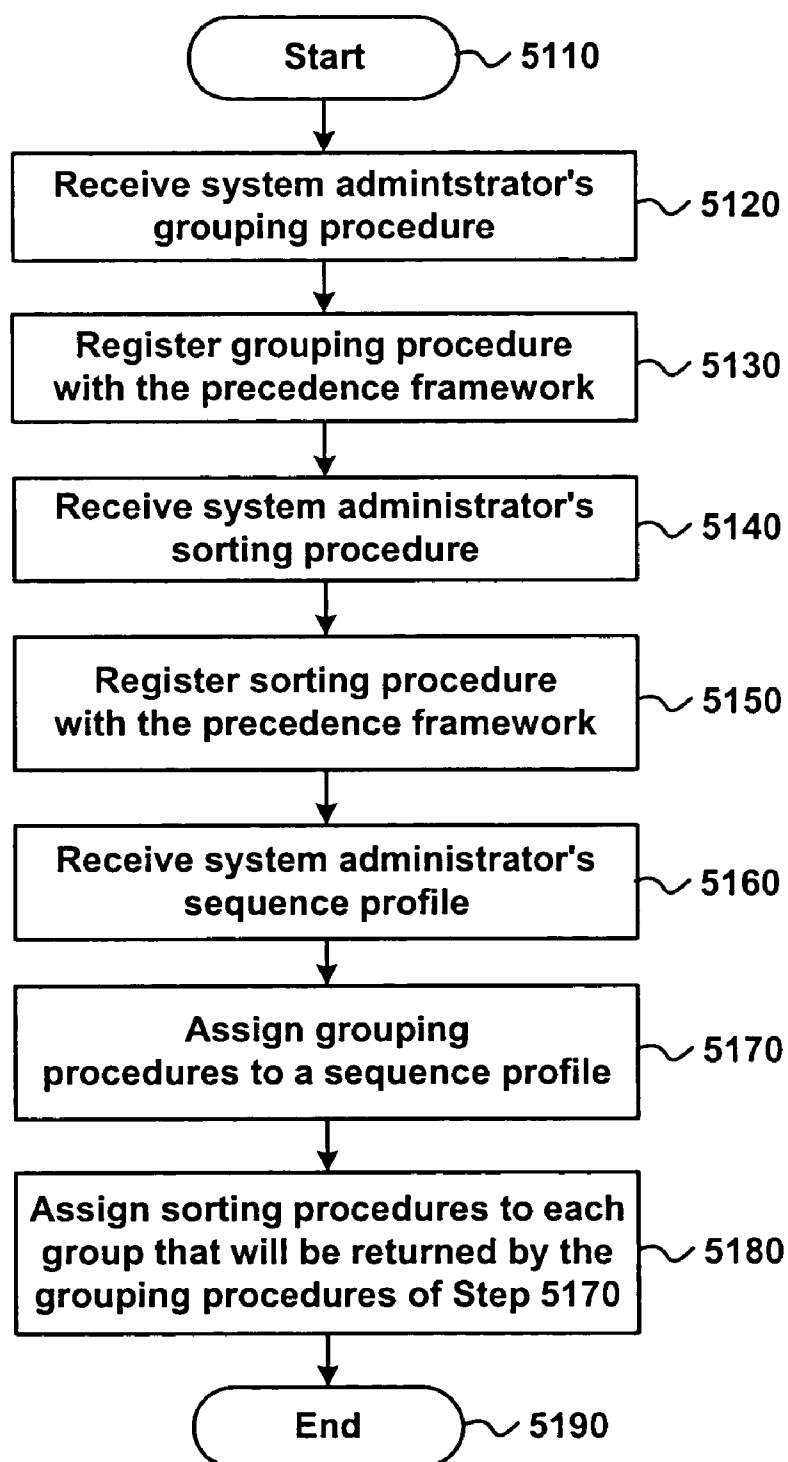 Start
5110
Receive system admintstrator's
grouping procedure
5120
Register grouping procedure
with the precedence framework
5130
Receive system administrator's
sorting procedure
5140
Register sorting procedure
with the precedence framework
5150
Receive system administrator's
sequence profile
5160
Assign grouping
procedures to a sequence profile
5170
Assign sorting procedures to each
group that will be returned by the
grouping procedures of Step 5170
5180
End
5190